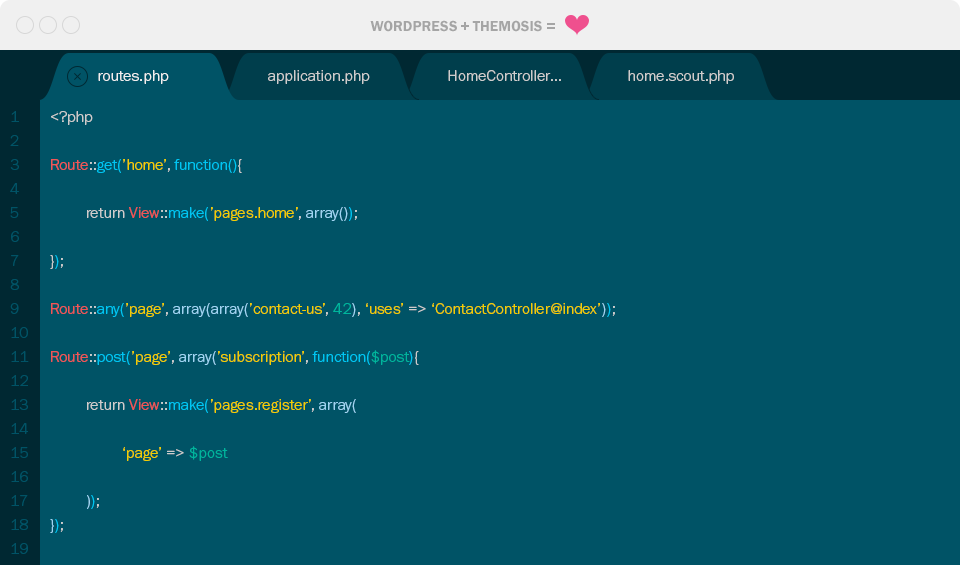 WORDPRESS + THEMOSIS =
routes.php application.php HomeController... home.scout.php
1 <?php
2
3 Route::get(’home’, function(){
4
5 return View::make(’pages.home’, array());
6
7 });
8
9 Route::any(’page’, array(array(’contact-us’, 42), ‘uses’ => ‘ContactController@index’));
10
11 Route::post(’page’, array(’subscription’, function($post){
12
13 return View::make(’pages.register’, array(
14
15 ‘page’ => $post
16
17 ));
18 });
19